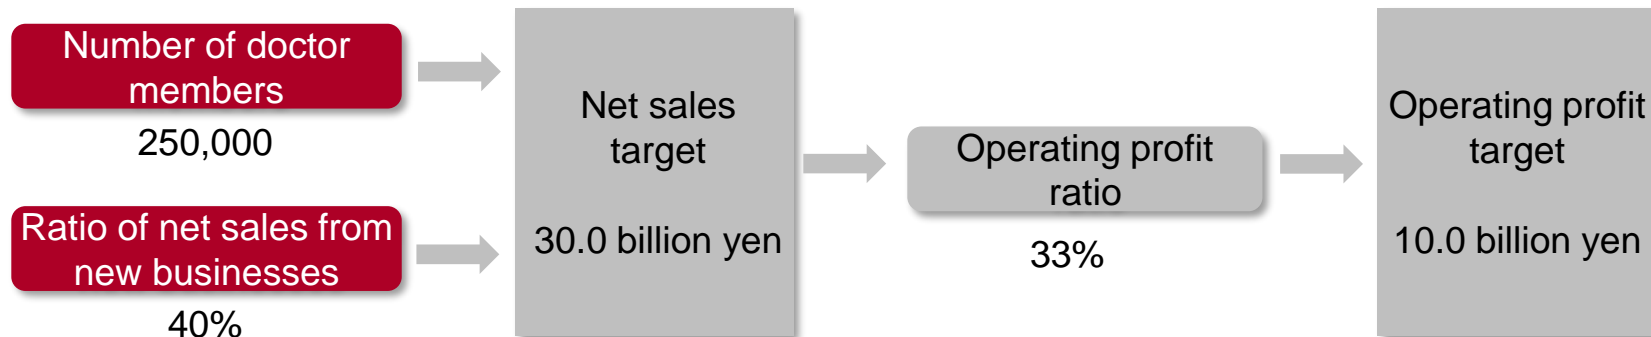 Number of doctor
members
250,000
Ratio of net sales from
new businesses
40%
Net sales
target
30.0 billion yen
Operating profit
ratio
33%
Operating profit
target
10.0 billion yen